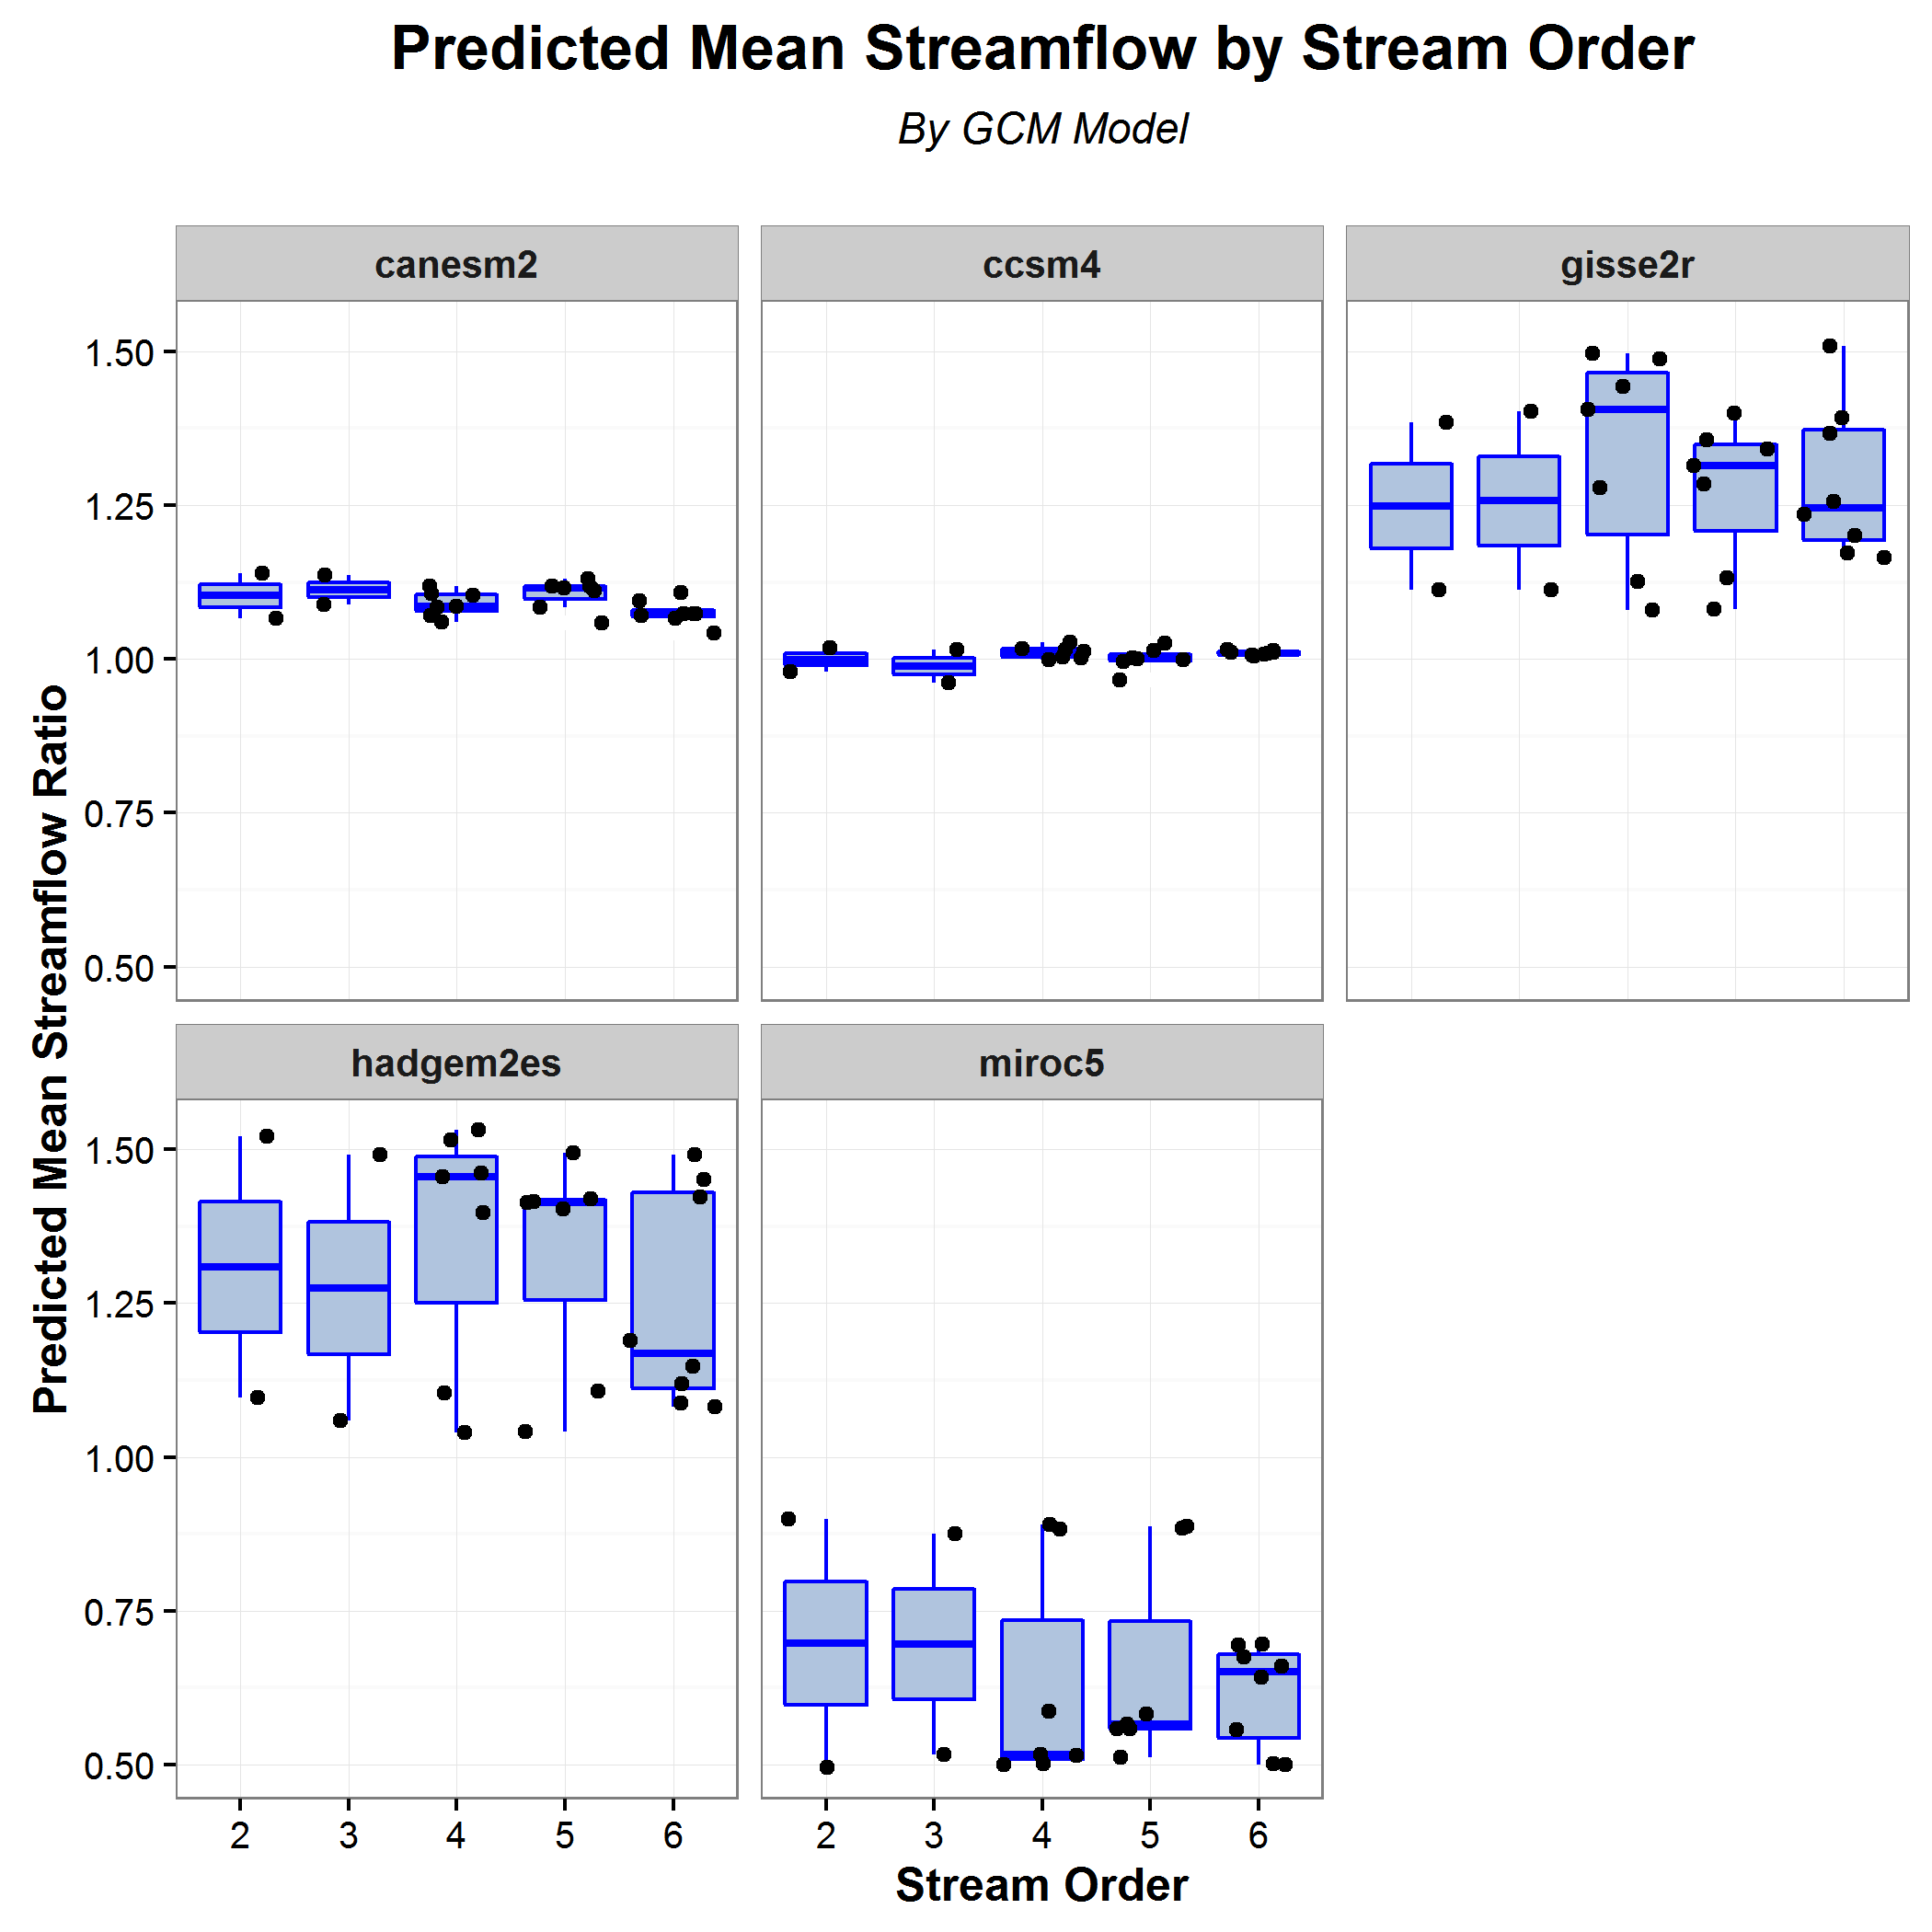 Predicted Mean Streamflow by Stream Order
By GCM Model
canesm2
ccsm4
gisse2r
1.50
1.25
1.00
0.75
0.50
Predicted Mean Streamflow Ratio
hadgem2es
miroc5
1.50
1.25
1.00
0.75
0.50
2 3 4 5 6
2 3 4 5 6
Stream Order